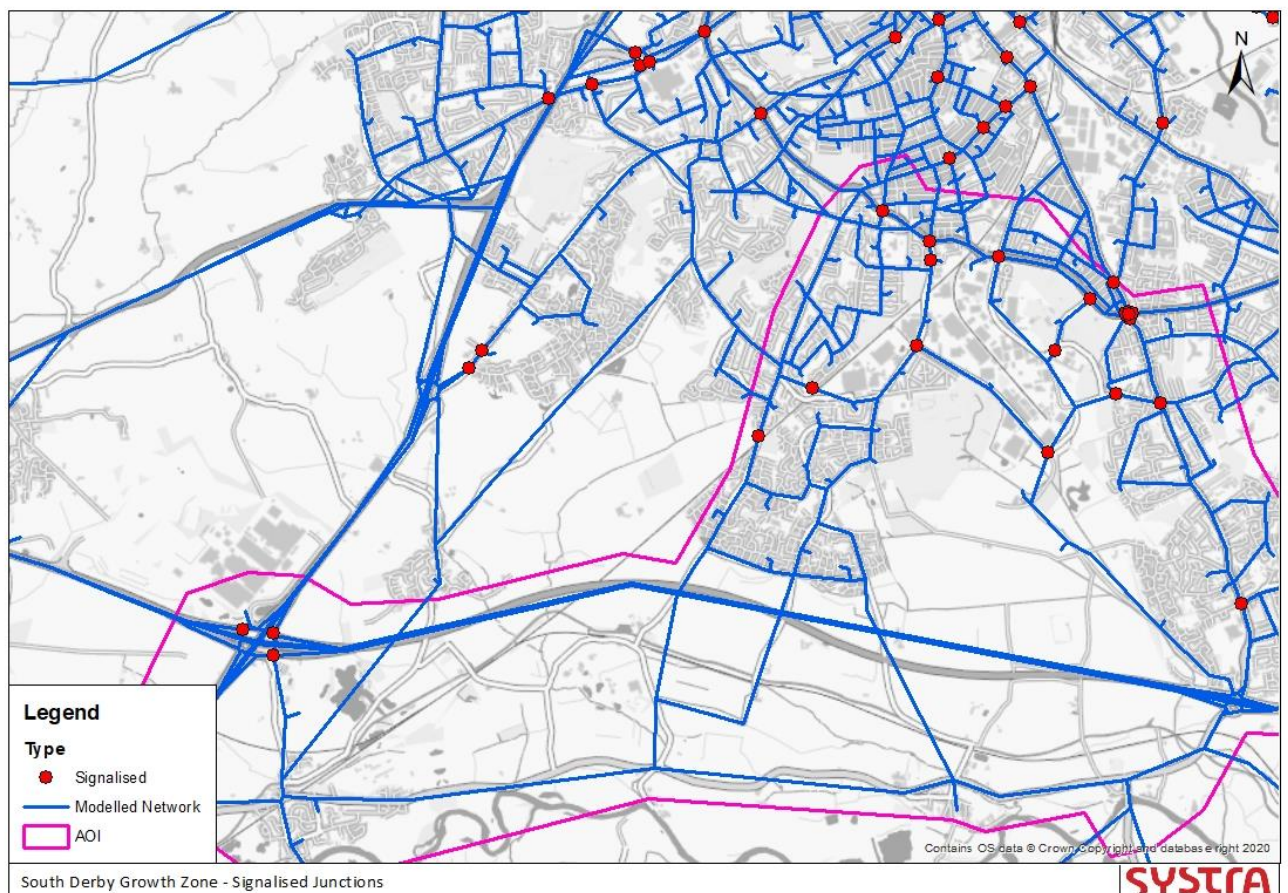 N
Legend
Type
Signalised
Modelled Network
AOI
Contains OS data © Crown Copyright and database right 2020
South Derby Growth Zone - Signalised Junctions
SYSTRA